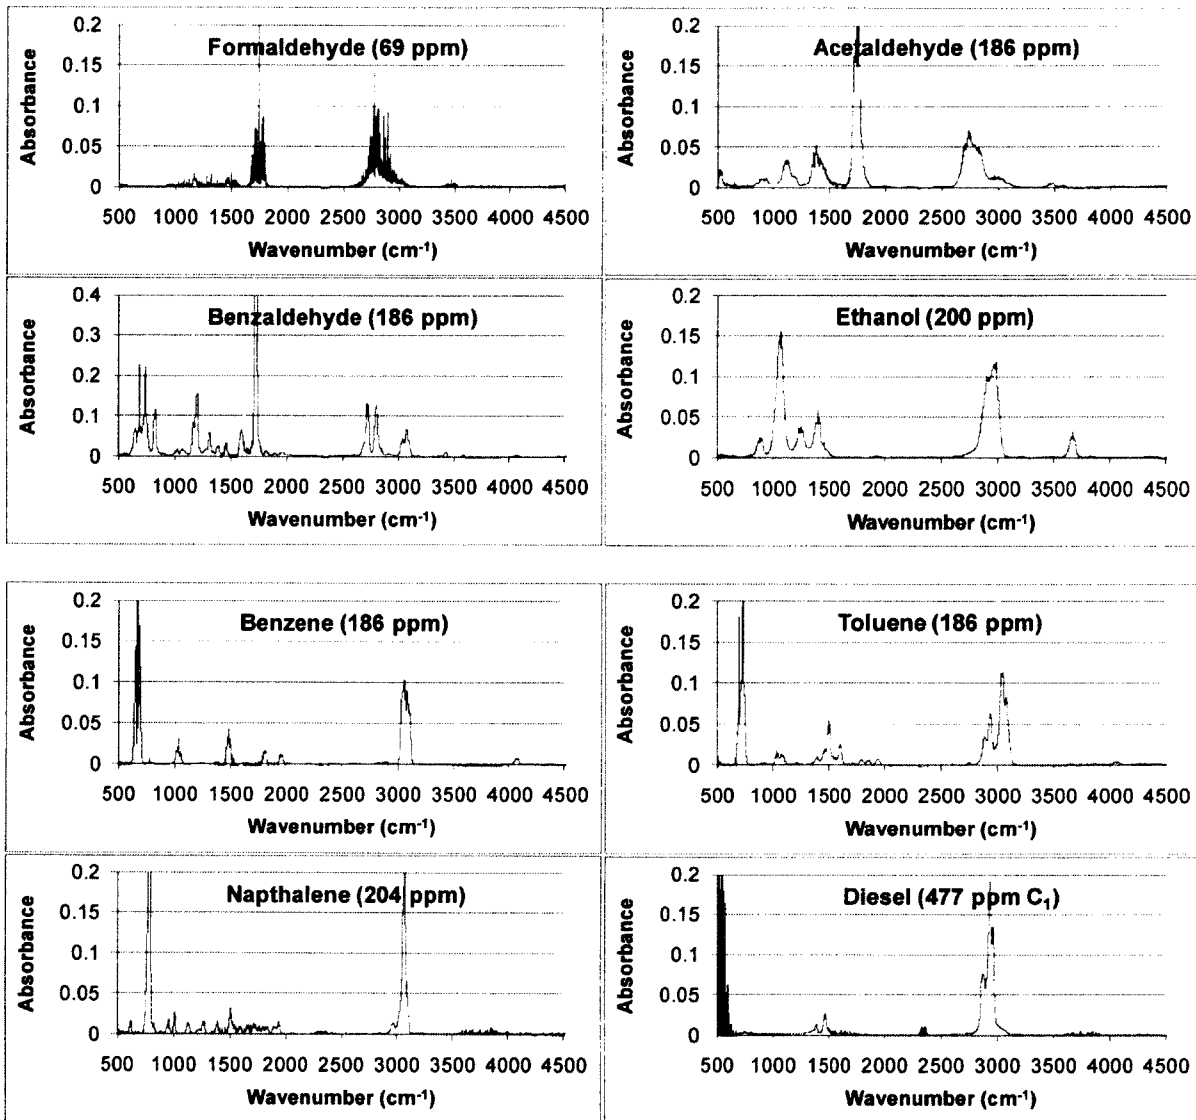 Formaldehyde (69 ppm)
Absorbance
0.2
0.15
0.1
0.05
0
500 1000 1500 2000 2500 3000 3500 4000 4500
Wavenumber (cm-1)
Acetaldehyde (186 ppm)
Absorbance
0.2
0.15
0.1
0.05
0
500 1000 1500 2000 2500 3000 3500 4000 4500
Wavenumber (cm-1)
Benzaldehyde (186 ppm)
Absorbance
0.4
0.3
0.2
0.1
0
500 1000 1500 2000 2500 3000 3500 4000 4500
Wavenumber (cm-1)
Ethanol (200 ppm)
Absorbance
0.2
0.15
0.1
0.05
0
500 1000 1500 2000 2500 3000 3500 4000 4500
Wavenumber (cm-1)
Benzene (186 ppm)
Absorbance
0.2
0.15
0.1
0.05
0
500 1000 1500 2000 2500 3000 3500 4000 4500
Wavenumber (cm-1)
Toluene (186 ppm)
Absorbance
0.2
0.15
0.1
0.05
0
500 1000 1500 2000 2500 3000 3500 4000 4500
Wavenumber (cm-1)
Napthalene (204 ppm)
Absorbance
0.2
0.15
0.1
0.05
0
500 1000 1500 2000 2500 3000 3500 4000 4500
Wavenumber (cm-1)
Diesel (477 ppm C1)
Absorbance
0.2
0.15
0.1
0.05
0
500 1000 1500 2000 2500 3000 3500 4000 4500
Wavenumber (cm-1)